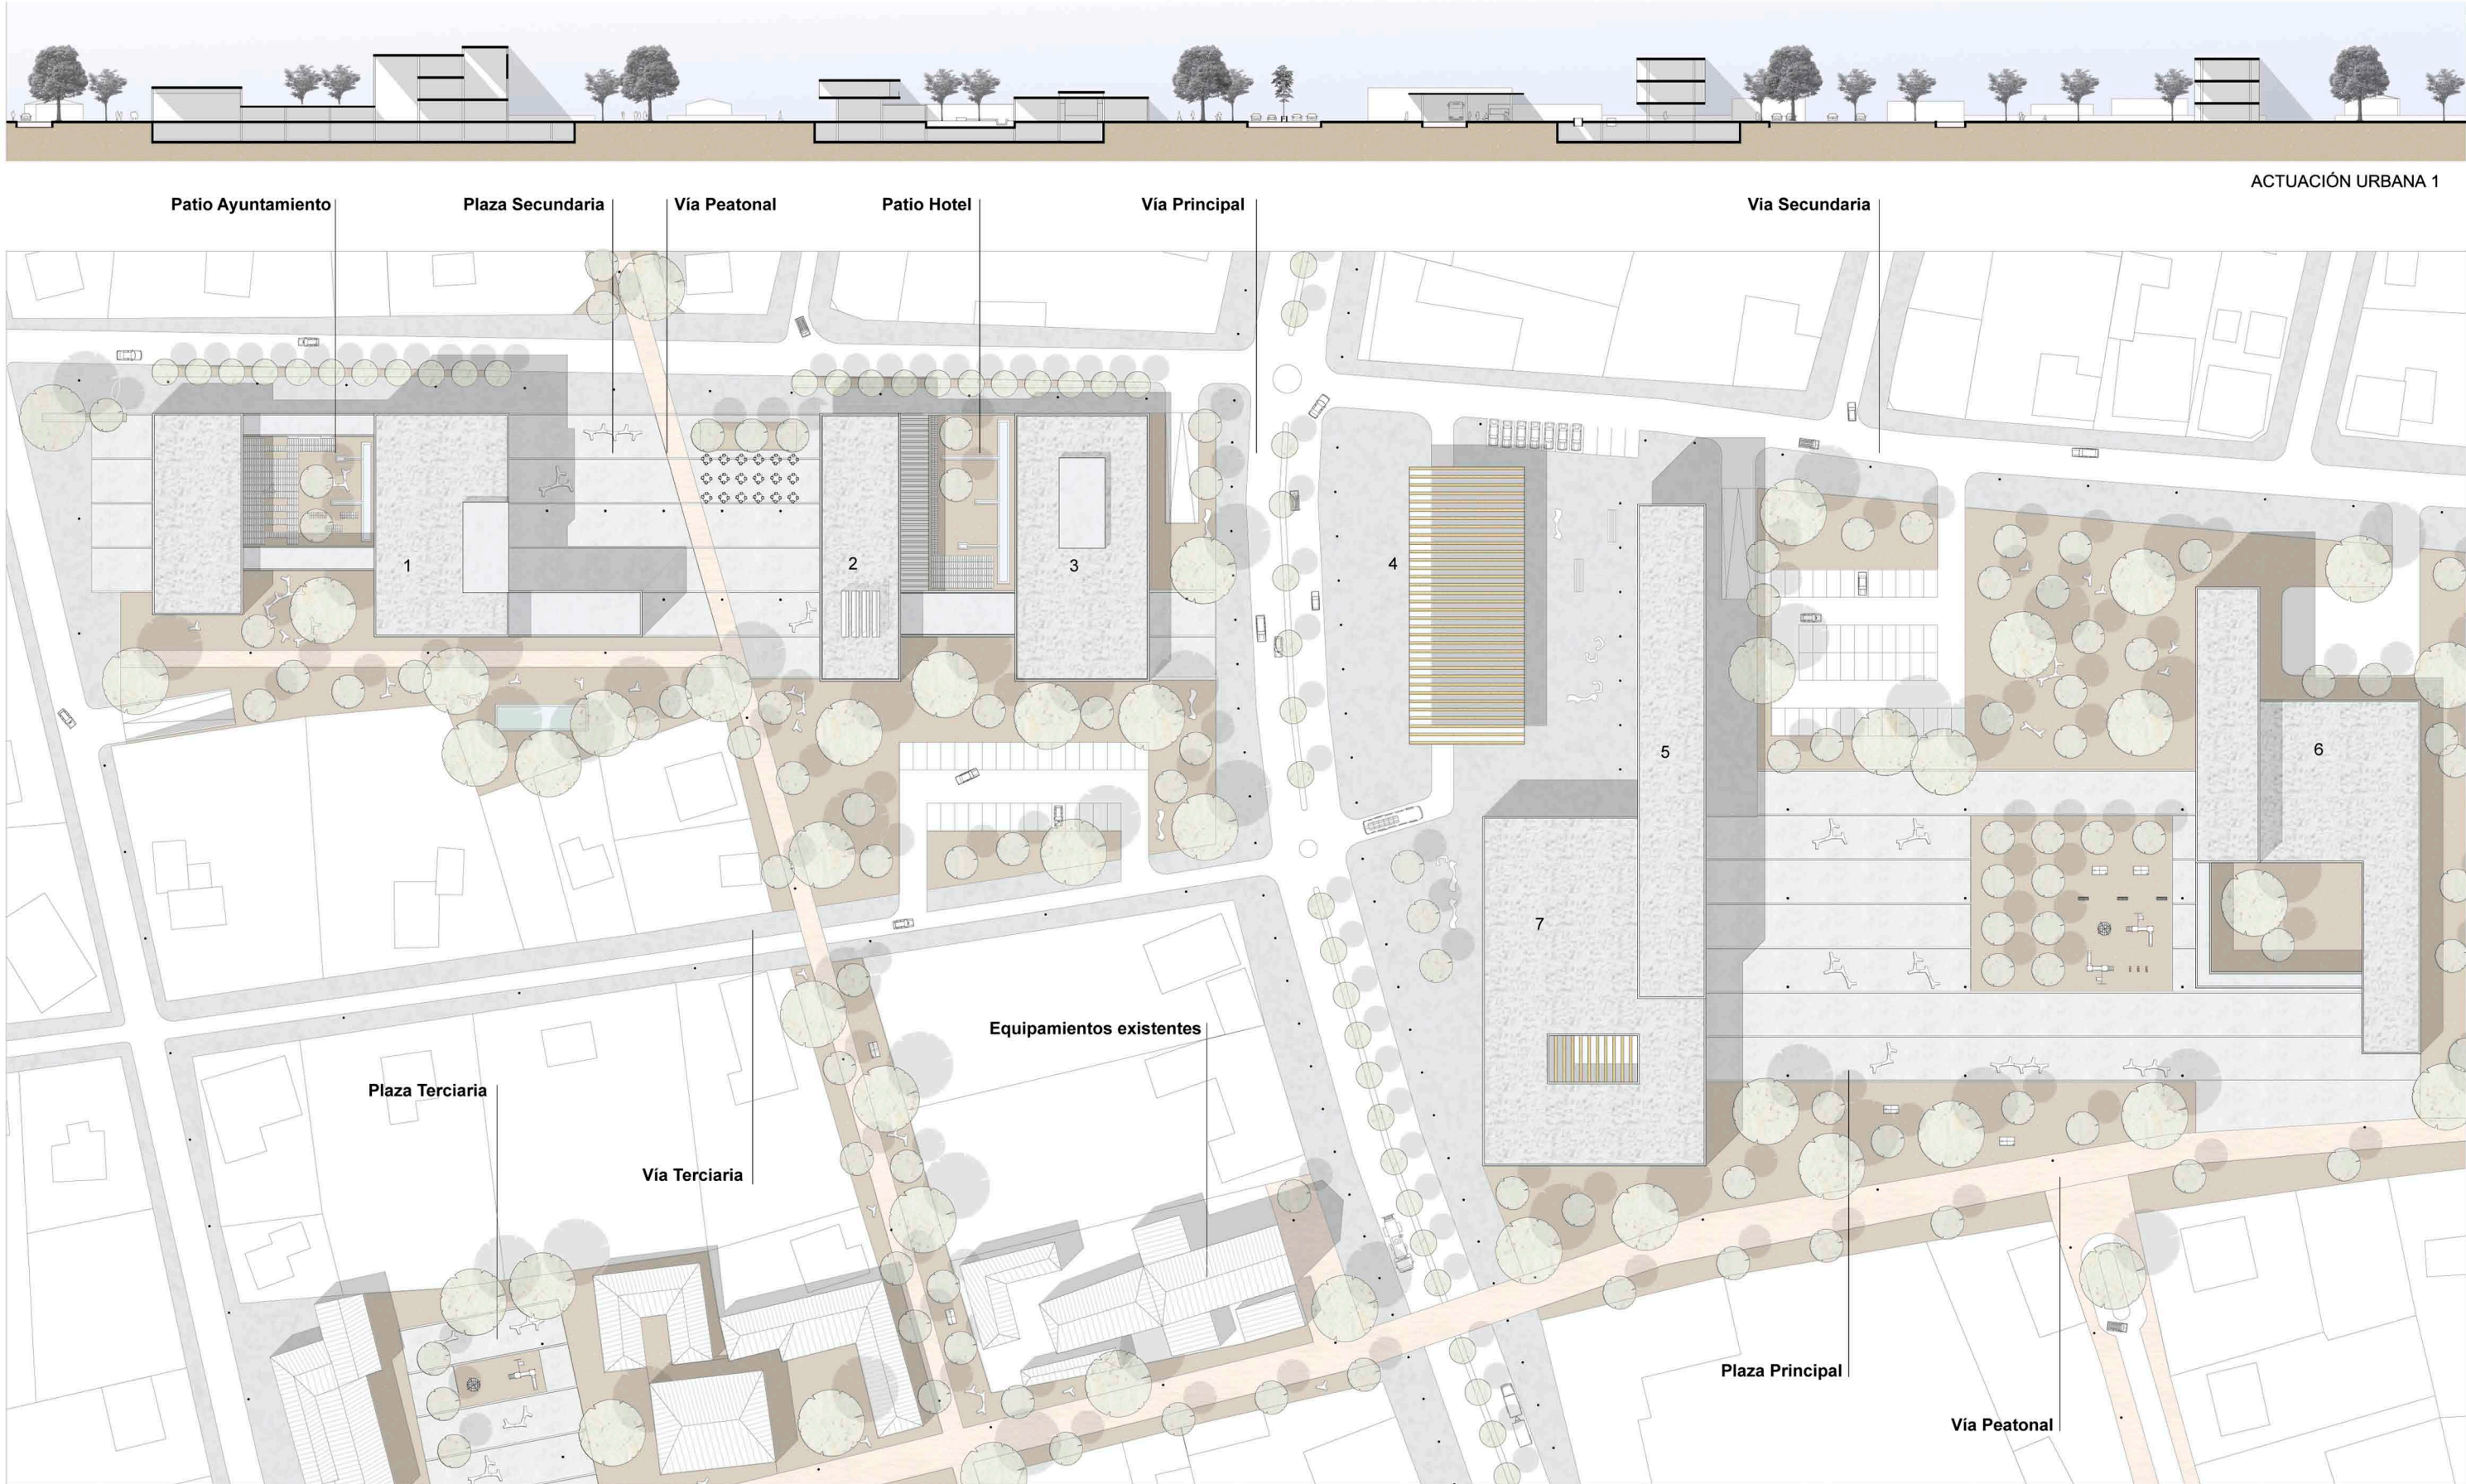 ACTUACIÓN URBANA 1
Patio Ayuntamiento
Plaza Secundaria
Vía Peatonal
Patio Hotel
Vía Principal
Via Secundaria
1
2
3
4
5
6
7
Equipamientos existentes
Plaza Terciaria
Vía Terciaria
Plaza Principal
Vía Peatonal